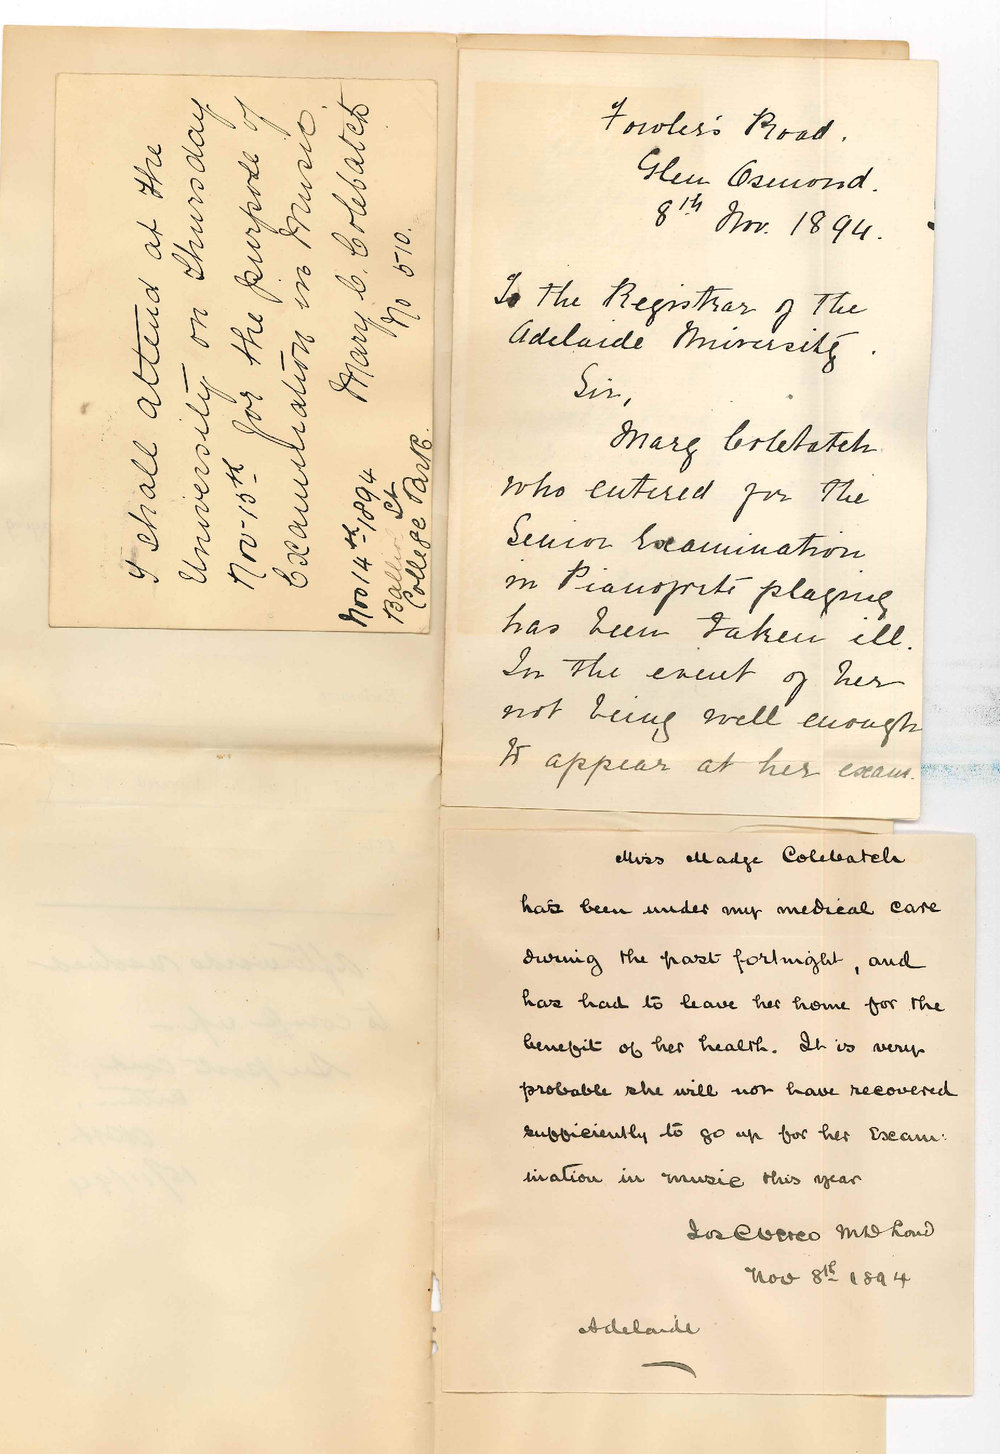 I shall attend at the
University on Thursday
Nov-15th for the purpose of
Examination in Music
Mary C. Colebatch
No 510.
Nov 14th-1894
St
College Park.
Fowler's Road.
Glen Osmond.
8th Nov. 1894.
To the Registrar of the
Adelaide University.
Sir,
Mary Colebatch
who entered for the
Senior Examination
in Pianoforte playing
has been taken ill.
In the event of her
not being well enough
to appear at her exam.
Miss Madge Colebatch
has been under my medical care
during the past fortnight, and
has had to leave her home for the
benefit of her health. It is very
probable she will not have recovered
sufficiently to go up for her Exam:
ination in music this year
Jos C Verco MD Lond
Nov 8th 1894
Adelaide